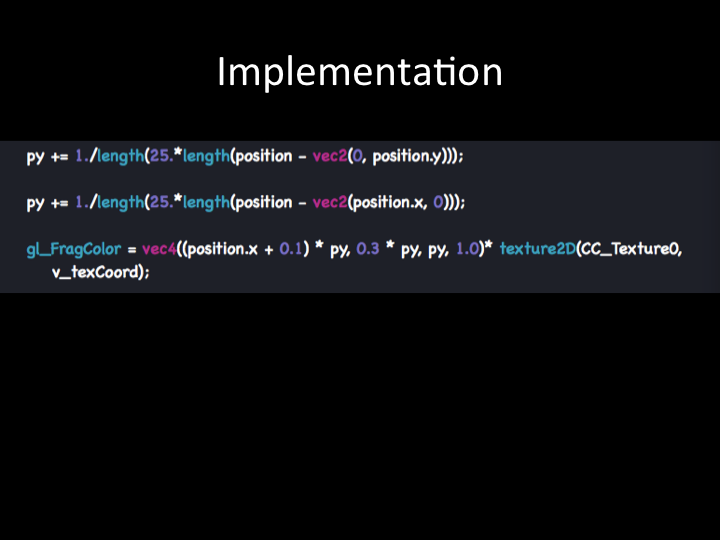 Implementation
py += 1./length(25.*length(position - vec2(0, position.y)));
py += 1./length(25.*length(position - vec2(position.x, 0)));
gl_FragColor = vec4((position.x + 0.1) * py, 0.3 * py, py, 1.0)* texture2D(CC_Texture0,
v_texCoord);